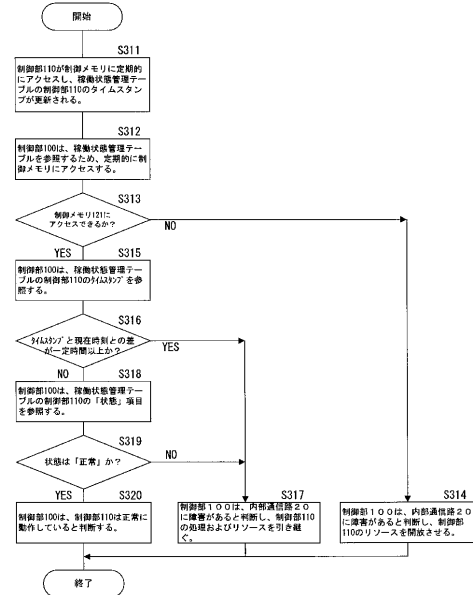 開始
S311
制御部110が制御メモリに定期的
にアクセスし、稼働状態管理テー
ブルの制御部110のタイムスタン
プが更新される。
S312
制御部100は、稼働状態管理テーブル
を参照するため、定期的に制
御メモリにアクセスする。
S313
制御メモリ121に
アクセスできるか?
NO
YES
S315
制御部100は、稼働状態管理テー
ブルの制御部110のタイムスタンプを参
照する。
S316
タイムスタンプと現在時刻との差
が一定時間以上か?
YES
NO
S318
制御部100は、稼働状態管理テー
ブルの制御部110の「状態」項目
を参照する。
S319
状態は「正常」か?
NO
YES
S320
制御部100は、制御部110は正常に
動作していると判断する。
S317
制御部100は、内部通信路20
に障害があると判断し、制御部110
の処理およびリソースを引き継
ぐ。
S314
制御部100は、内部通信路20
に障害があると判断し、制御部
110のリソースを開放させる。
終了